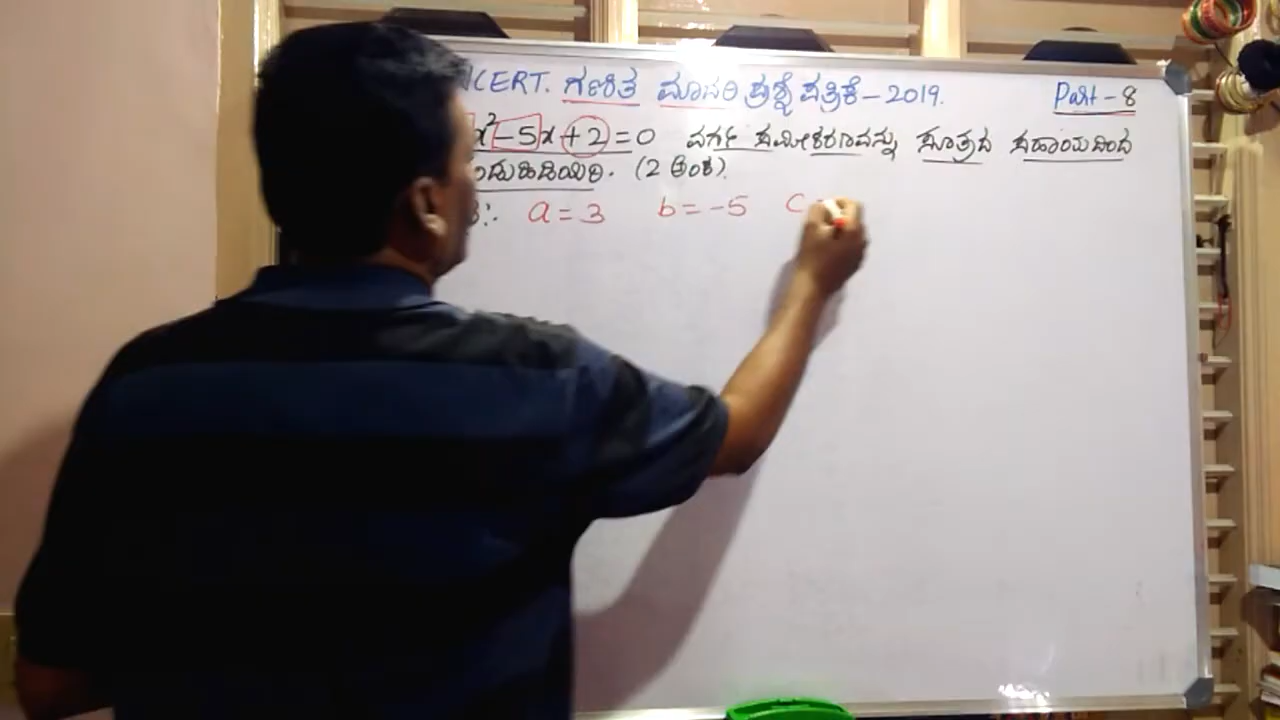 NCERT. ಗಣಿತ ಮಾದರಿ ಪ್ರಶ್ನೆ ಪತ್ರಿಕೆ – 2019. Part – 8
x² – 5x + 2 = 0 ವರ್ಗ ಸಮೀಕರಣವನ್ನು ಸೂತ್ರದ ಸಹಾಯದಿಂದ
ಕಂಡುಹಿಡಿಯಿರಿ. (2 ಅಂಕ).
a = 3 b = –5 C